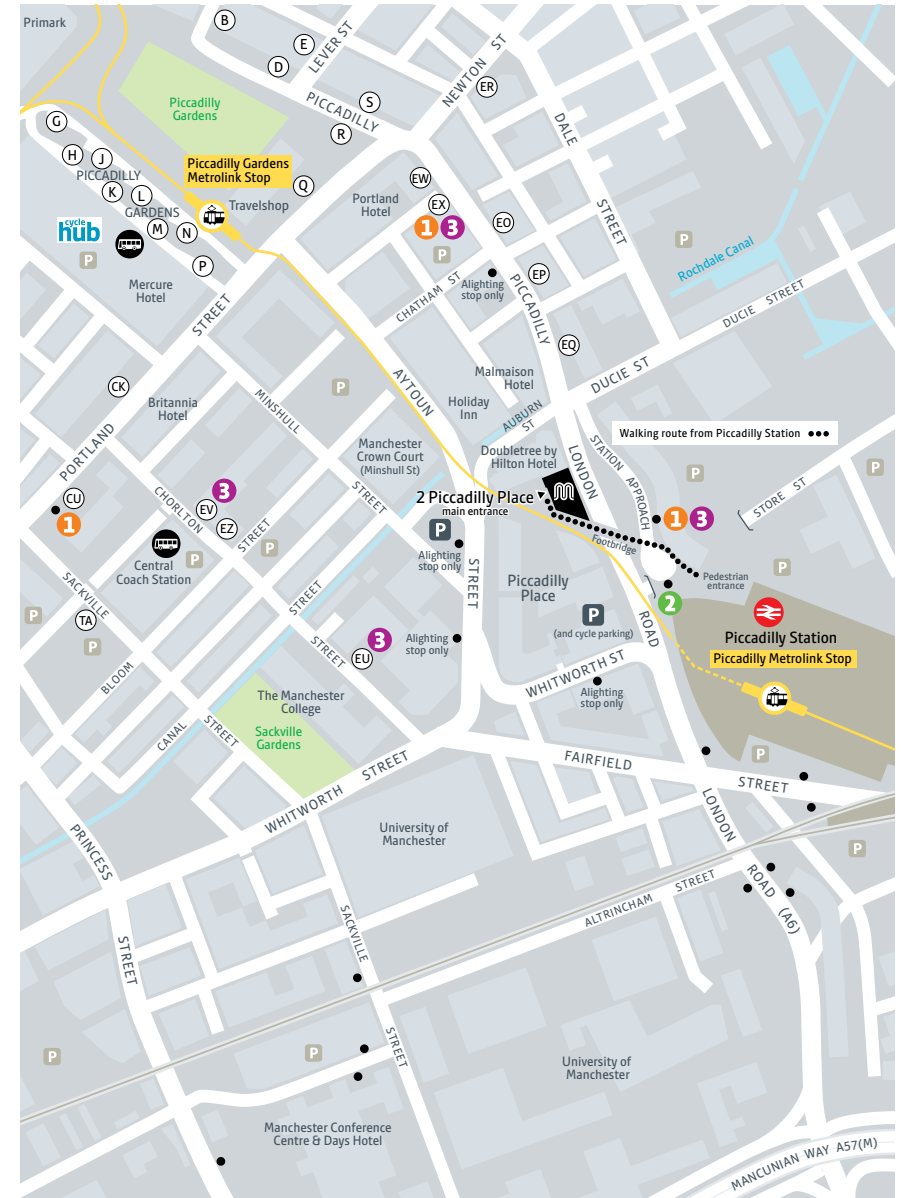 Primark
B
E
D
LEVER ST
S
R
PICCADILLY
NEWTON ST
ER
DALE
STREET
Piccadilly
Gardens
G
H
J
PICCADILLY
K
L
GARDENS
M
N
P
Piccadilly Gardens
Metrolink Stop
Q
Travelshop
cycle
hub
P
Mercure
Hotel
STREET
Portland
Hotel
EW
EX
1 3
P
EO
CHATHAM ST
Alighting
stop only
EP
PICCADILLY
EQ
P
Rochdale Canal
DUCIE STREET
DUCIE ST
CK
Britannia
Hotel
MINSHULL
P
AYTOUN
Malmaison
Hotel
Holiday
Inn
AUBURN
ST
Walking route from Piccadilly Station
PORTLAND
CU
1
CHORLTON
3
EV
EZ
STREET
P
Central
Coach Station
P
Manchester
Crown Court
(Minshull St)
STREET
Doubletree by
Hilton Hotel
LONDON
STATION APPROACH
P
P
STORE ST
2 Piccadilly Place
main entrance
P
Alighting
stop only
STREET
1 3
Footbridge
Pedestrian
entrance
P
Piccadilly
Place
2
P
(and cycle parking)
ROAD
Piccadilly Station
Piccadilly Metrolink Stop
SACKVILLE
P
TA
P
BLOOM
STREET
STREET
3
EU
Alighting
stop only
WHITWORTH ST
Alighting
stop only
The Manchester
College
Sackville
Gardens
CANAL
STREET
WHITWORTH STREET
FAIRFIELD
STREET
P
LONDON
ROAD (A6)
P
PRINCESS
STREET
University of
Manchester
SACKVILLE
STREET
ALTRINCHAM STREET
P
P
University of
Manchester
Manchester Conference
Centre & Days Hotel
MANCUNIAN WAY A57(M)